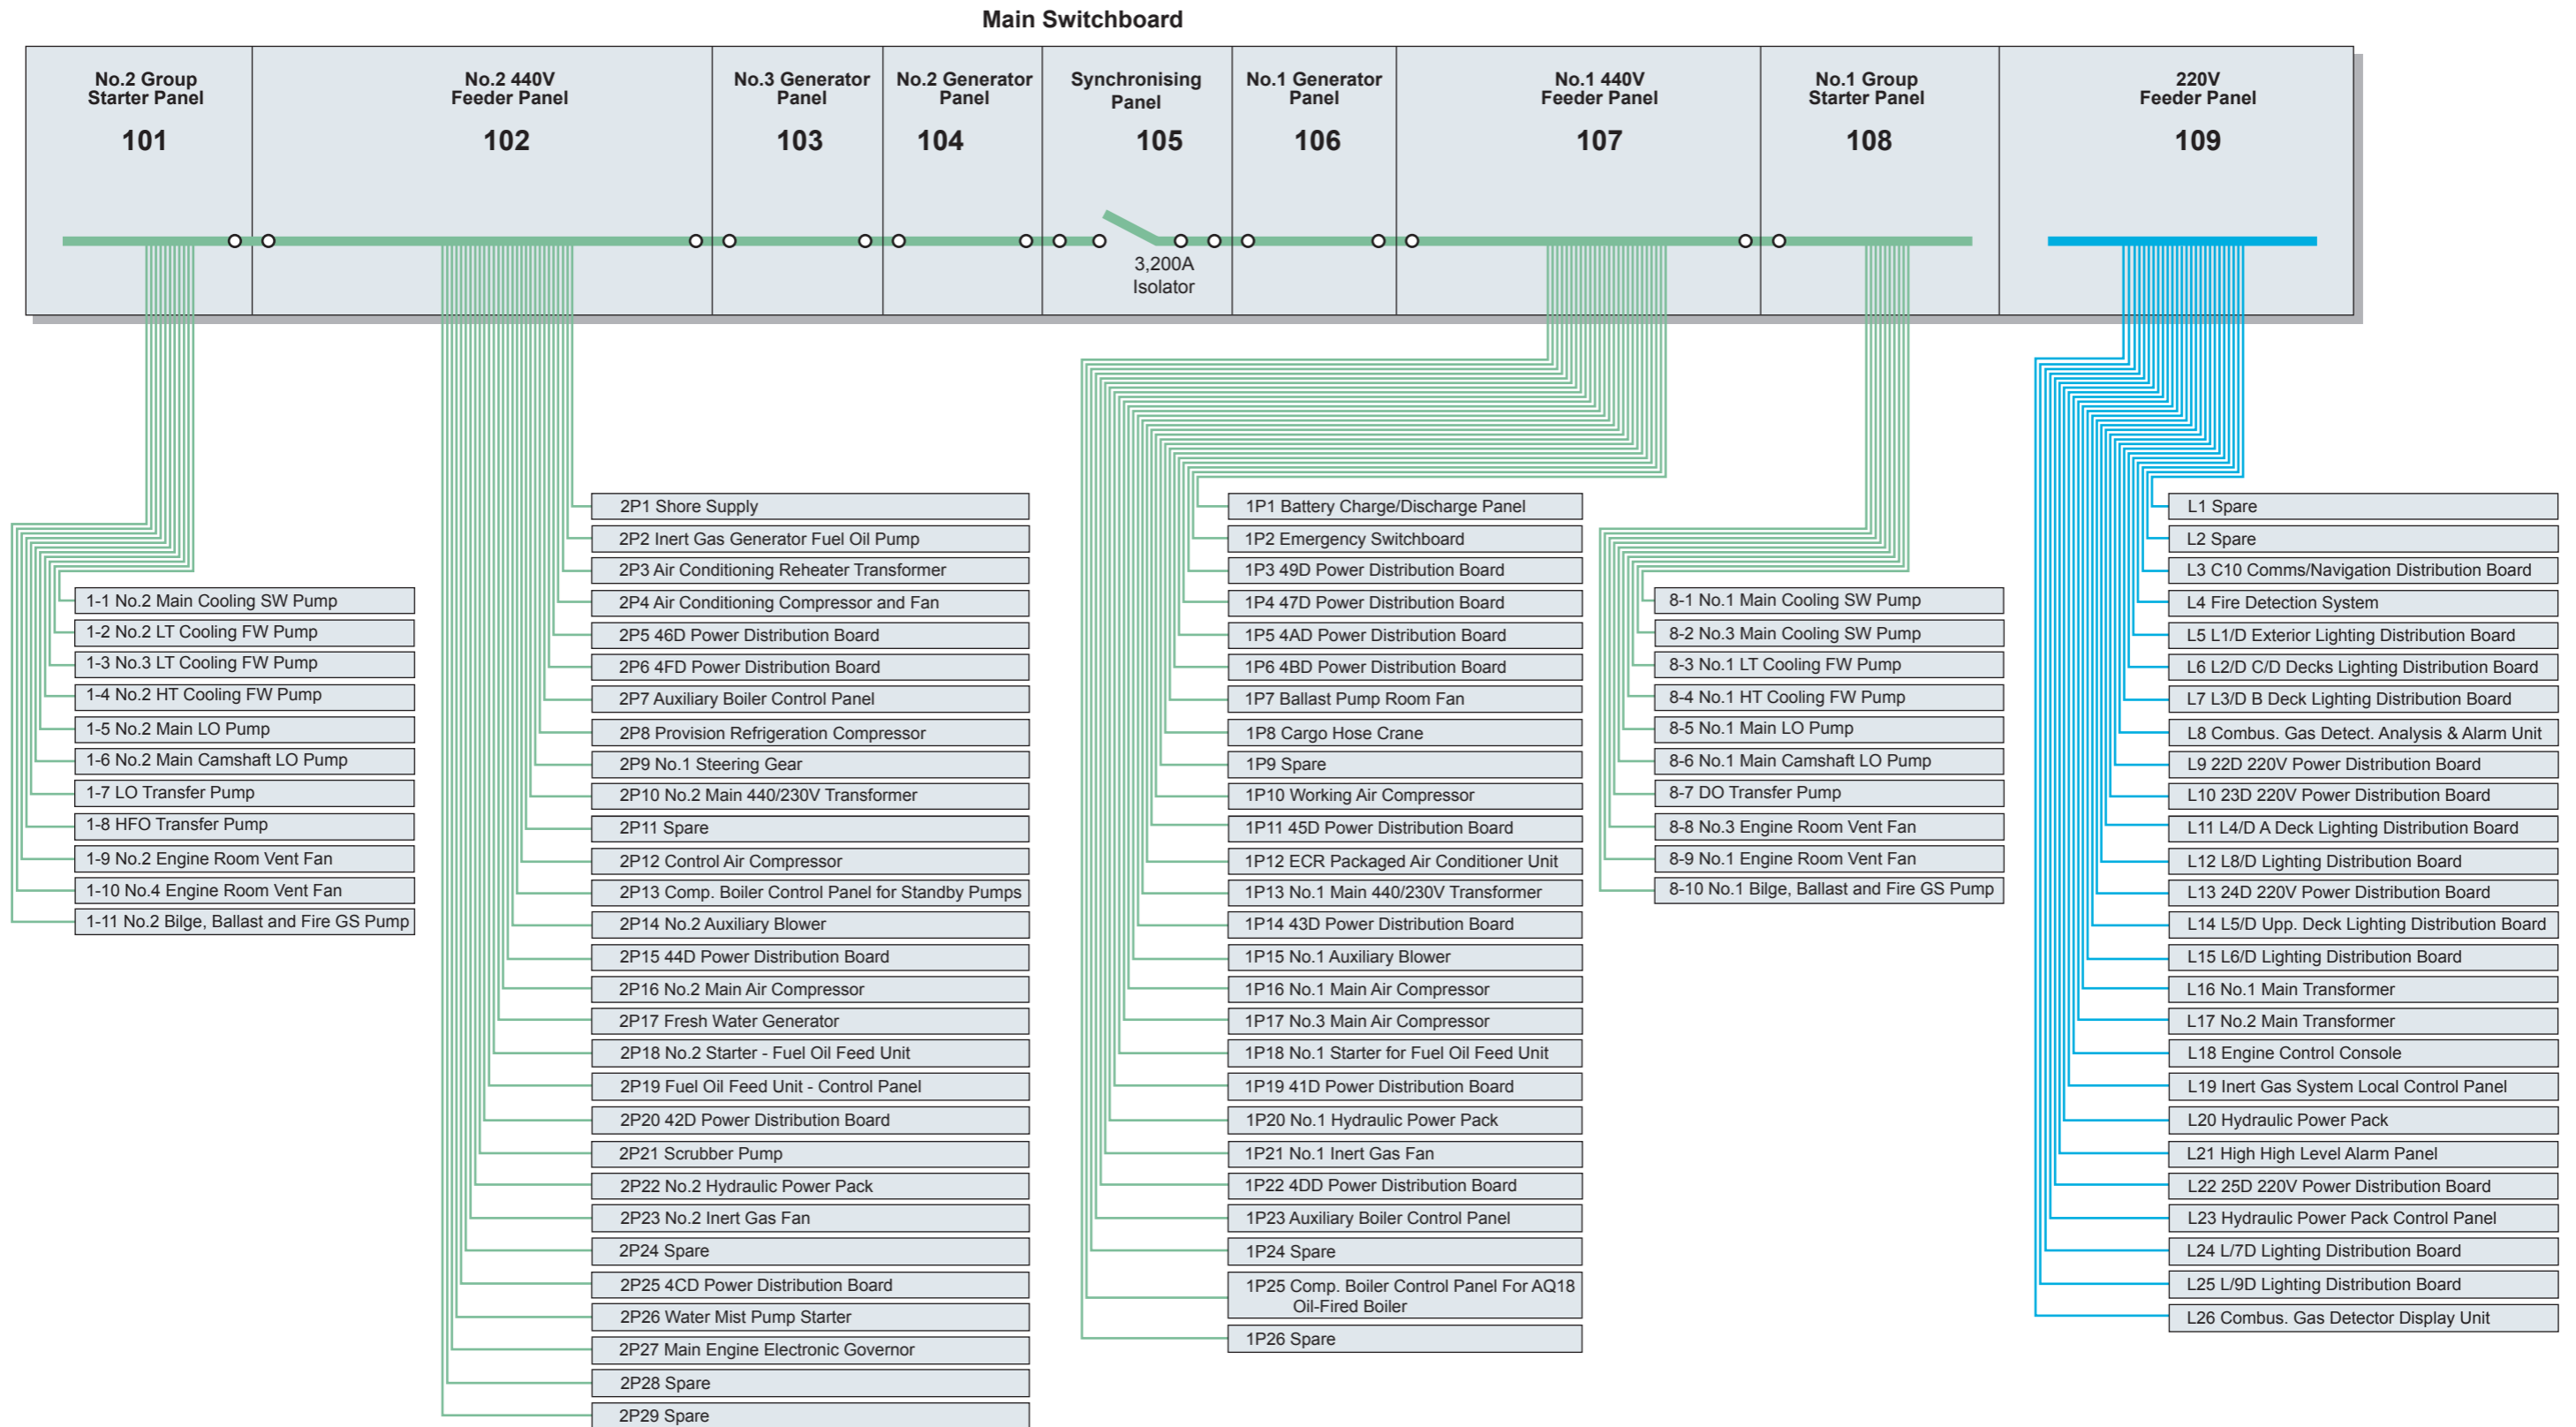 Main Switchboard
No.2 Group
Starter Panel
101
No.2 440V
Feeder Panel
102
No.3 Generator
Panel
103
No.2 Generator
Panel
104
Synchronising
Panel
105
No.1 Generator
Panel
106
No.1 440V
Feeder Panel
107
No.1 Group
Starter Panel
108
220V
Feeder Panel
109
3,200A
Isolator
1-1 No.2 Main Cooling SW Pump
1-2 No.2 LT Cooling FW Pump
1-3 No.3 LT Cooling FW Pump
1-4 No.2 HT Cooling FW Pump
1-5 No.2 Main LO Pump
1-6 No.2 Main Camshaft LO Pump
1-7 LO Transfer Pump
1-8 HFO Transfer Pump
1-9 No.2 Engine Room Vent Fan
1-10 No.4 Engine Room Vent Fan
1-11 No.2 Bilge, Ballast and Fire GS Pump
2P1 Shore Supply
2P2 Inert Gas Generator Fuel Oil Pump
2P3 Air Conditioning Reheater Transformer
2P4 Air Conditioning Compressor and Fan
2P5 46D Power Distribution Board
2P6 4FD Power Distribution Board
2P7 Auxiliary Boiler Control Panel
2P8 Provision Refrigeration Compressor
2P9 No.1 Steering Gear
2P10 No.2 Main 440/230V Transformer
2P11 Spare
2P12 Control Air Compressor
2P13 Comp. Boiler Control Panel for Standby Pumps
2P14 No.2 Auxiliary Blower
2P15 44D Power Distribution Board
2P16 No.2 Main Air Compressor
2P17 Fresh Water Generator
2P18 No.2 Starter - Fuel Oil Feed Unit
2P19 Fuel Oil Feed Unit - Control Panel
2P20 42D Power Distribution Board
2P21 Scrubber Pump
2P22 No.2 Hydraulic Power Pack
2P23 No.2 Inert Gas Fan
2P24 Spare
2P25 4CD Power Distribution Board
2P26 Water Mist Pump Starter
2P27 Main Engine Electronic Governor
2P28 Spare
2P29 Spare
1P1 Battery Charge/Discharge Panel
1P2 Emergency Switchboard
1P3 49D Power Distribution Board
1P4 47D Power Distribution Board
1P5 4AD Power Distribution Board
1P6 4BD Power Distribution Board
1P7 Ballast Pump Room Fan
1P8 Cargo Hose Crane
1P9 Spare
1P10 Working Air Compressor
1P11 45D Power Distribution Board
1P12 ECR Packaged Air Conditioner Unit
1P13 No.1 Main 440/230V Transformer
1P14 43D Power Distribution Board
1P15 No.1 Auxiliary Blower
1P16 No.1 Main Air Compressor
1P17 No.3 Main Air Compressor
1P18 No.1 Starter for Fuel Oil Feed Unit
1P19 41D Power Distribution Board
1P20 No.1 Hydraulic Power Pack
1P21 No.1 Inert Gas Fan
1P22 4DD Power Distribution Board
1P23 Auxiliary Boiler Control Panel
1P24 Spare
1P25 Comp. Boiler Control Panel For AQ18
Oil-Fired Boiler
1P26 Spare
8-1 No.1 Main Cooling SW Pump
8-2 No.3 Main Cooling SW Pump
8-3 No.1 LT Cooling FW Pump
8-4 No.1 HT Cooling FW Pump
8-5 No.1 Main LO Pump
8-6 No.1 Main Camshaft LO Pump
8-7 DO Transfer Pump
8-8 No.3 Engine Room Vent Fan
8-9 No.1 Engine Room Vent Fan
8-10 No.1 Bilge, Ballast and Fire GS Pump
L1 Spare
L2 Spare
L3 C10 Comms/Navigation Distribution Board
L4 Fire Detection System
L5 L1/D Exterior Lighting Distribution Board
L6 L2/D C/D Decks Lighting Distribution Board
L7 L3/D B Deck Lighting Distribution Board
L8 Combus. Gas Detect. Analysis & Alarm Unit
L9 22D 220V Power Distribution Board
L10 23D 220V Power Distribution Board
L11 L4/D A Deck Lighting Distribution Board
L12 L8/D Lighting Distribution Board
L13 24D 220V Power Distribution Board
L14 L5/D Upp. Deck Lighting Distribution Board
L15 L6/D Lighting Distribution Board
L16 No.1 Main Transformer
L17 No.2 Main Transformer
L18 Engine Control Console
L19 Inert Gas System Local Control Panel
L20 Hydraulic Power Pack
L21 High High Level Alarm Panel
L22 25D 220V Power Distribution Board
L23 Hydraulic Power Pack Control Panel
L24 L/7D Lighting Distribution Board
L25 L/9D Lighting Distribution Board
L26 Combus. Gas Detector Display Unit